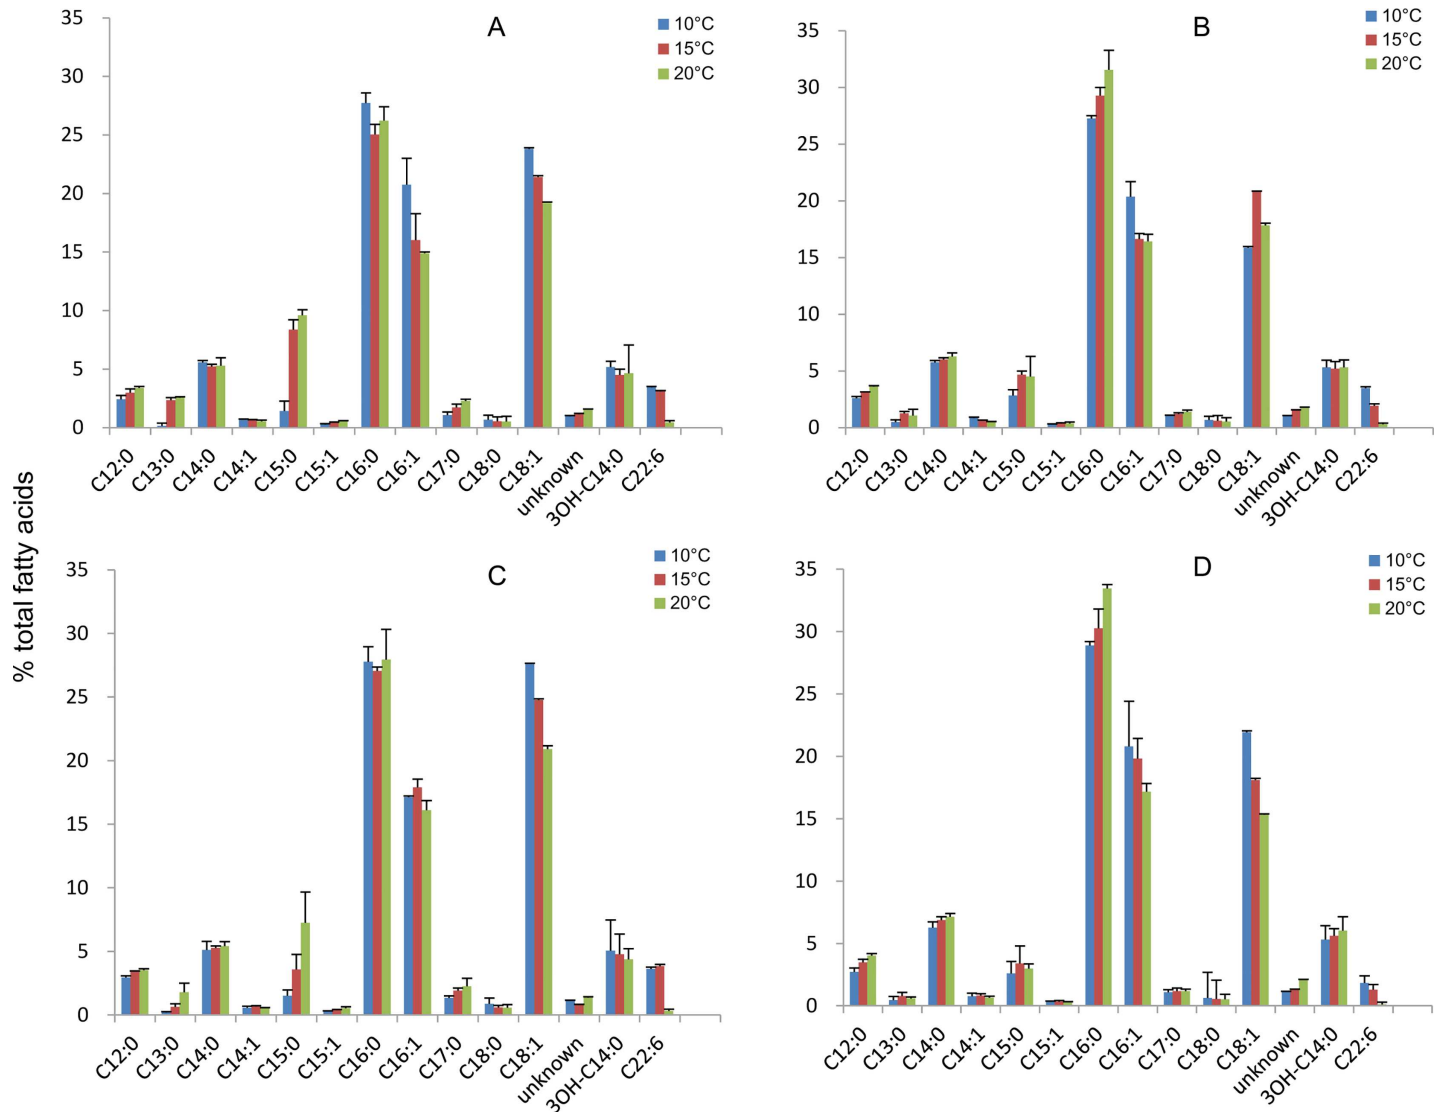 A
10°C
15°C
20°C
35
30
25
20
15
10
5
0
C12:0
C13:0
C14:0
C14:1
C15:0
C15:1
C16:0
C16:1
C17:0
C18:0
C18:1
unknown
3OH-C14:0
C22:6
B
10°C
15°C
20°C
35
30
25
20
15
10
5
0
C12:0
C13:0
C14:0
C14:1
C15:0
C15:1
C16:0
C16:1
C17:0
C18:0
C18:1
unknown
3OH-C14:0
C22:6
% total fatty acids
C
10°C
15°C
20°C
35
30
25
20
15
10
5
0
C12:0
C13:0
C14:0
C14:1
C15:0
C15:1
C16:0
C16:1
C17:0
C18:0
C18:1
unknown
3OH-C14:0
C22:6
D
10°C
15°C
20°C
35
30
25
20
15
10
5
0
C12:0
C13:0
C14:0
C14:1
C15:0
C15:1
C16:0
C16:1
C17:0
C18:0
C18:1
unknown
3OH-C14:0
C22:6